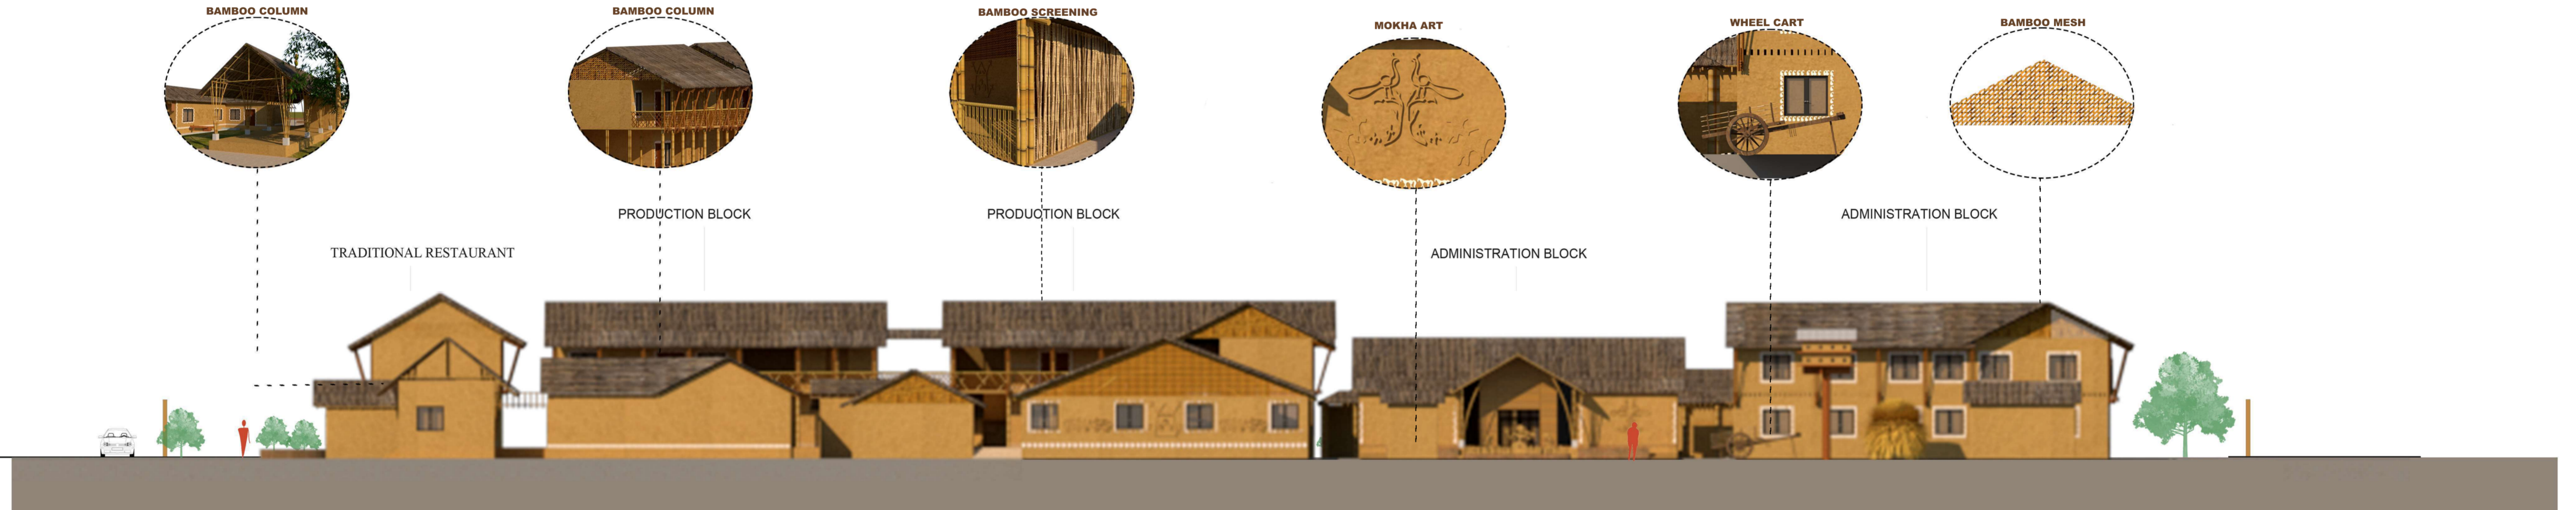 BAMBOO COLUMN
BAMBOO COLUMN
BAMBOO SCREENING
MOKHA ART
WHEEL CART
BAMBOO MESH
PRODUCTION BLOCK
PRODUCTION BLOCK
ADMINISTRATION BLOCK
TRADITIONAL RESTAURANT
ADMINISTRATION BLOCK